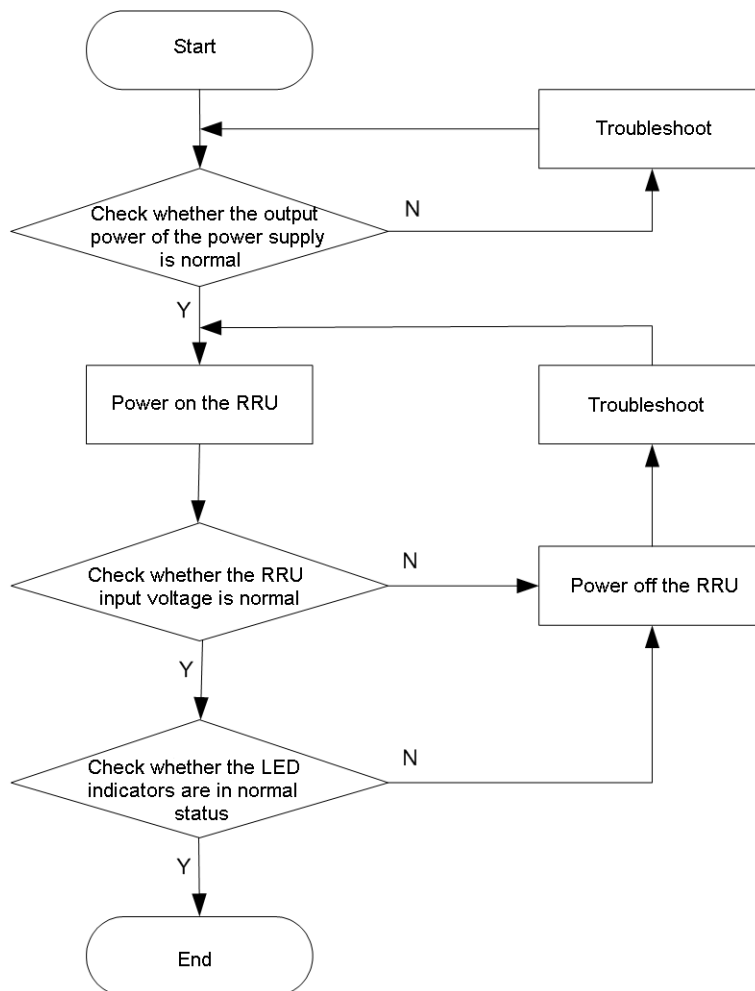 Start
Troubleshoot
Check whether the output
power of the power supply
is normal
N
Y
Power on the RRU
Troubleshoot
Check whether the RRU
input voltage is normal
N
Power off the RRU
Y
Check whether the LED
indicators are in normal
status
N
Y
End